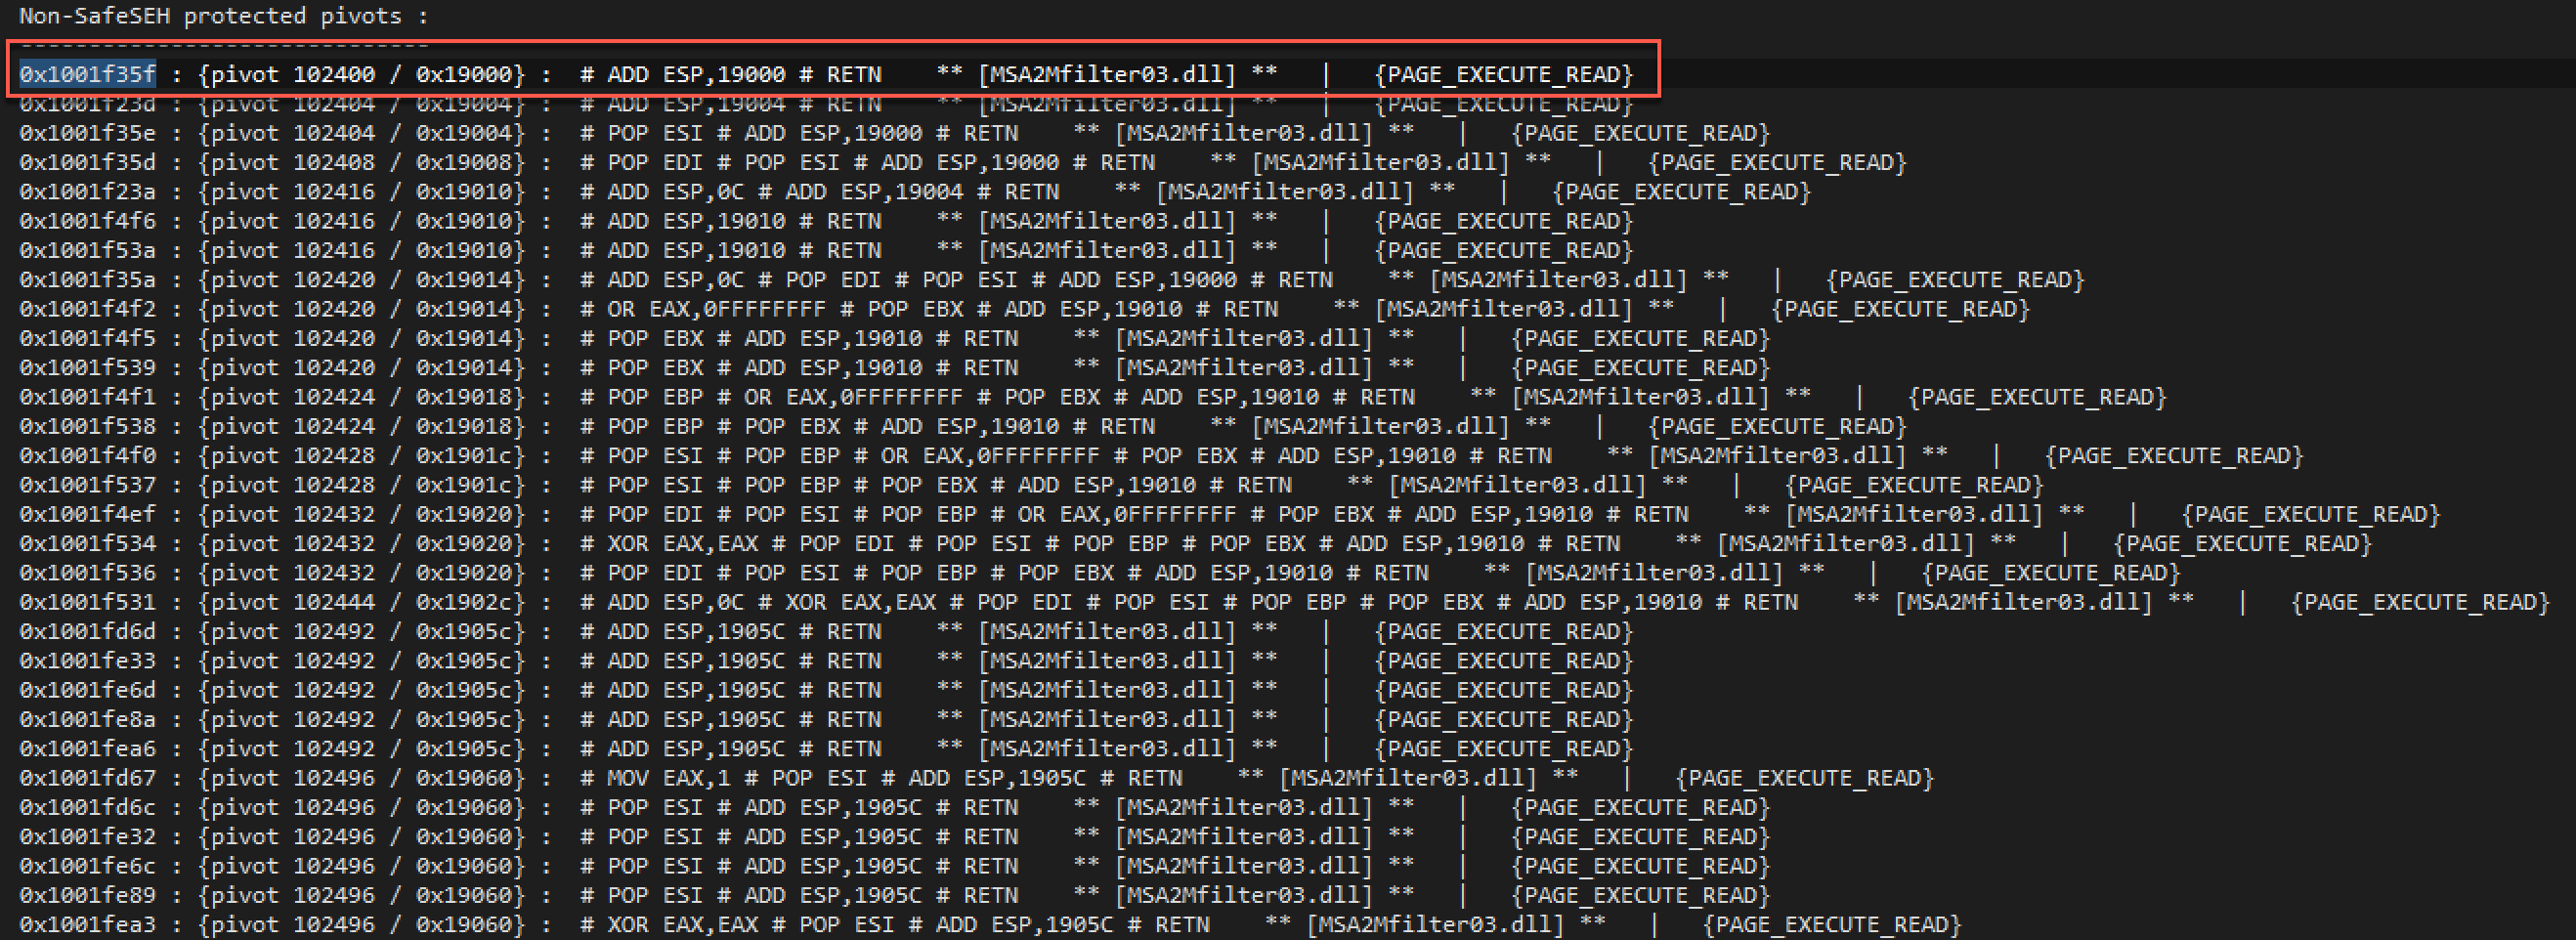 Non-SafeSEH protected pivots :
------------------------------
0x1001f35f : {pivot 102400 / 0x19000} :  # ADD ESP,19000 # RETN    ** [MSA2Mfilter03.dll] **   |   {PAGE_EXECUTE_READ}
0x1001f23d : {pivot 102404 / 0x19004} :  # ADD ESP,19004 # RETN    ** [MSA2Mfilter03.dll] **   |   {PAGE_EXECUTE_READ}
0x1001f35e : {pivot 102404 / 0x19004} :  # POP ESI # ADD ESP,19000 # RETN    ** [MSA2Mfilter03.dll] **   |   {PAGE_EXECUTE_READ}
0x1001f35d : {pivot 102408 / 0x19008} :  # POP EDI # POP ESI # ADD ESP,19000 # RETN    ** [MSA2Mfilter03.dll] **   |   {PAGE_EXECUTE_READ}
0x1001f23a : {pivot 102416 / 0x19010} :  # ADD ESP,0C # ADD ESP,19004 # RETN    ** [MSA2Mfilter03.dll] **   |   {PAGE_EXECUTE_READ}
0x1001f4f6 : {pivot 102416 / 0x19010} :  # ADD ESP,19010 # RETN    ** [MSA2Mfilter03.dll] **   |   {PAGE_EXECUTE_READ}
0x1001f53a : {pivot 102416 / 0x19010} :  # ADD ESP,19010 # RETN    ** [MSA2Mfilter03.dll] **   |   {PAGE_EXECUTE_READ}
0x1001f35a : {pivot 102420 / 0x19014} :  # ADD ESP,0C # POP EDI # POP ESI # ADD ESP,19000 # RETN    ** [MSA2Mfilter03.dll] **   |   {PAGE_EXECUTE_READ}
0x1001f4f2 : {pivot 102420 / 0x19014} :  # OR EAX,0FFFFFFFF # POP EBX # ADD ESP,19010 # RETN    ** [MSA2Mfilter03.dll] **   |   {PAGE_EXECUTE_READ}
0x1001f4f5 : {pivot 102420 / 0x19014} :  # POP EBX # ADD ESP,19010 # RETN    ** [MSA2Mfilter03.dll] **   |   {PAGE_EXECUTE_READ}
0x1001f539 : {pivot 102420 / 0x19014} :  # POP EBX # ADD ESP,19010 # RETN    ** [MSA2Mfilter03.dll] **   |   {PAGE_EXECUTE_READ}
0x1001f4f1 : {pivot 102424 / 0x19018} :  # POP EBP # OR EAX,0FFFFFFFF # POP EBX # ADD ESP,19010 # RETN    ** [MSA2Mfilter03.dll] **   |   {PAGE_EXECUTE_READ}
0x1001f538 : {pivot 102424 / 0x19018} :  # POP EBP # POP EBX # ADD ESP,19010 # RETN    ** [MSA2Mfilter03.dll] **   |   {PAGE_EXECUTE_READ}
0x1001f4f0 : {pivot 102428 / 0x1901c} :  # POP ESI # POP EBP # OR EAX,0FFFFFFFF # POP EBX # ADD ESP,19010 # RETN    ** [MSA2Mfilter03.dll] **   |   {PAGE_EXECUTE_READ}
0x1001f537 : {pivot 102428 / 0x1901c} :  # POP ESI # POP EBP # POP EBX # ADD ESP,19010 # RETN    ** [MSA2Mfilter03.dll] **   |   {PAGE_EXECUTE_READ}
0x1001f4ef : {pivot 102432 / 0x19020} :  # POP EDI # POP ESI # POP EBP # OR EAX,0FFFFFFFF # POP EBX # ADD ESP,19010 # RETN    ** [MSA2Mfilter03.dll] **   |   {PAGE_EXECUTE_READ}
0x1001f534 : {pivot 102432 / 0x19020} :  # XOR EAX,EAX # POP EDI # POP ESI # POP EBP # POP EBX # ADD ESP,19010 # RETN    ** [MSA2Mfilter03.dll] **   |   {PAGE_EXECUTE_READ}
0x1001f536 : {pivot 102432 / 0x19020} :  # POP EDI # POP ESI # POP EBP # POP EBX # ADD ESP,19010 # RETN    ** [MSA2Mfilter03.dll] **   |   {PAGE_EXECUTE_READ}
0x1001f531 : {pivot 102444 / 0x1902c} :  # ADD ESP,0C # XOR EAX,EAX # POP EDI # POP ESI # POP EBP # POP EBX # ADD ESP,19010 # RETN    ** [MSA2Mfilter03.dll] **   |   {PAGE_EXECUTE_READ}
0x1001fd6d : {pivot 102492 / 0x1905c} :  # ADD ESP,1905C # RETN    ** [MSA2Mfilter03.dll] **   |   {PAGE_EXECUTE_READ}
0x1001fe33 : {pivot 102492 / 0x1905c} :  # ADD ESP,1905C # RETN    ** [MSA2Mfilter03.dll] **   |   {PAGE_EXECUTE_READ}
0x1001fe6d : {pivot 102492 / 0x1905c} :  # ADD ESP,1905C # RETN    ** [MSA2Mfilter03.dll] **   |   {PAGE_EXECUTE_READ}
0x1001fe8a : {pivot 102492 / 0x1905c} :  # ADD ESP,1905C # RETN    ** [MSA2Mfilter03.dll] **   |   {PAGE_EXECUTE_READ}
0x1001fea6 : {pivot 102492 / 0x1905c} :  # ADD ESP,1905C # RETN    ** [MSA2Mfilter03.dll] **   |   {PAGE_EXECUTE_READ}
0x1001fd67 : {pivot 102496 / 0x19060} :  # MOV EAX,1 # POP ESI # ADD ESP,1905C # RETN    ** [MSA2Mfilter03.dll] **   |   {PAGE_EXECUTE_READ}
0x1001fd6c : {pivot 102496 / 0x19060} :  # POP ESI # ADD ESP,1905C # RETN    ** [MSA2Mfilter03.dll] **   |   {PAGE_EXECUTE_READ}
0x1001fe32 : {pivot 102496 / 0x19060} :  # POP ESI # ADD ESP,1905C # RETN    ** [MSA2Mfilter03.dll] **   |   {PAGE_EXECUTE_READ}
0x1001fe6c : {pivot 102496 / 0x19060} :  # POP ESI # ADD ESP,1905C # RETN    ** [MSA2Mfilter03.dll] **   |   {PAGE_EXECUTE_READ}
0x1001fe89 : {pivot 102496 / 0x19060} :  # POP ESI # ADD ESP,1905C # RETN    ** [MSA2Mfilter03.dll] **   |   {PAGE_EXECUTE_READ}
0x1001fea3 : {pivot 102496 / 0x19060} :  # XOR EAX,EAX # POP ESI # ADD ESP,1905C # RETN    ** [MSA2Mfilter03.dll] **   |   {PAGE_EXECUTE_READ}